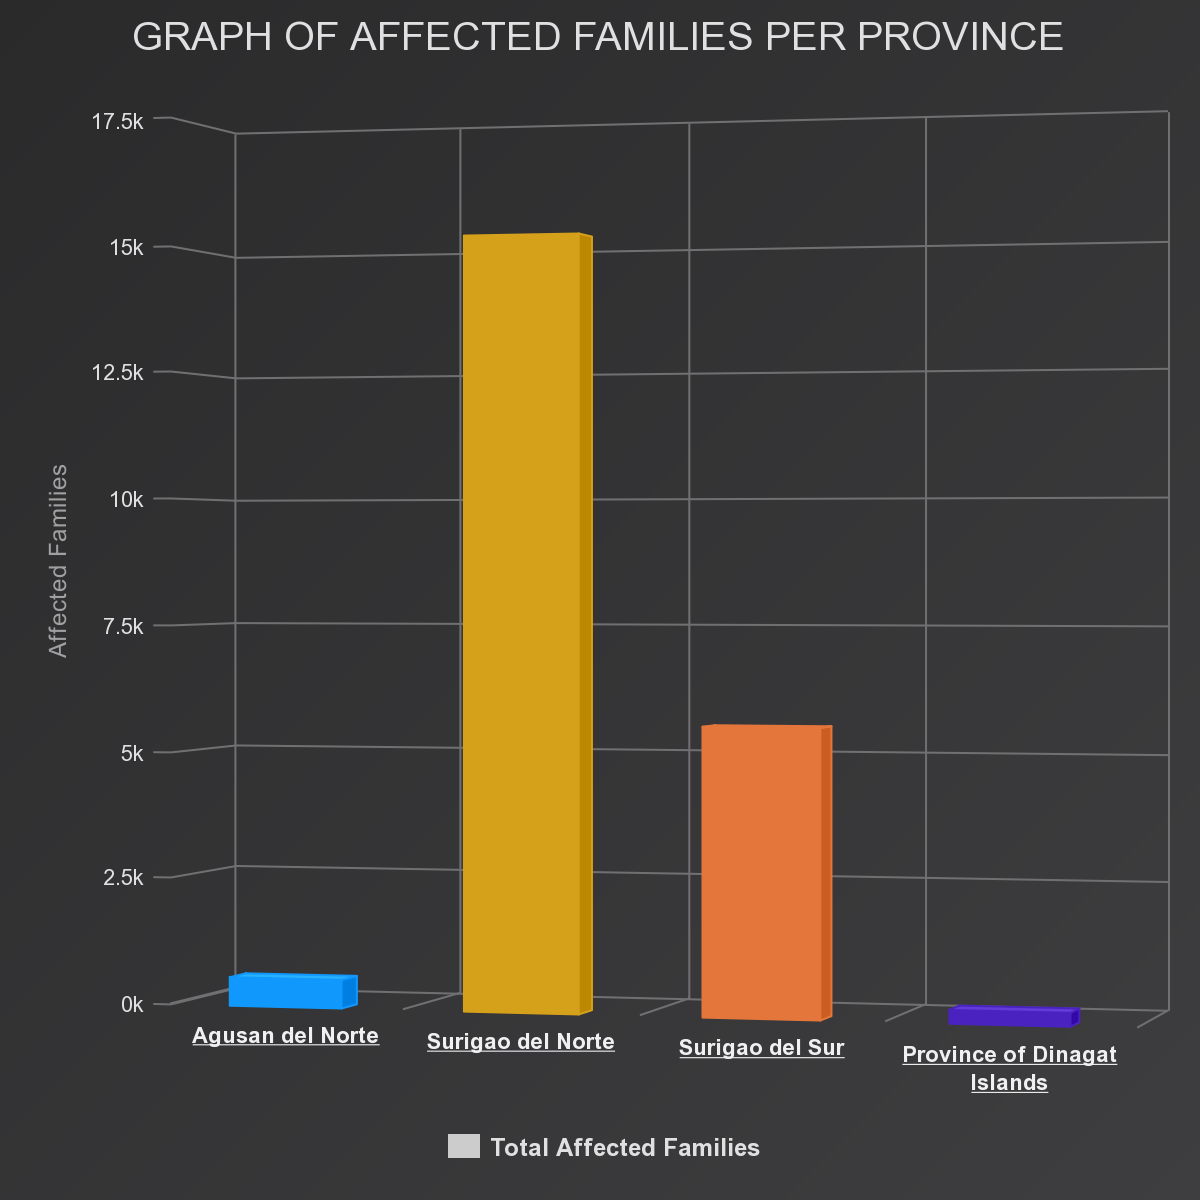 GRAPH OF AFFECTED FAMILIES PER PROVINCE
17.5k
15k
12.5k
10k
7.5k
5k
2.5k
0k
Affected Families
Agusan del Norte
Surigao del Norte
Surigao del Sur
Province of Dinagat
Islands
Total Affected Families